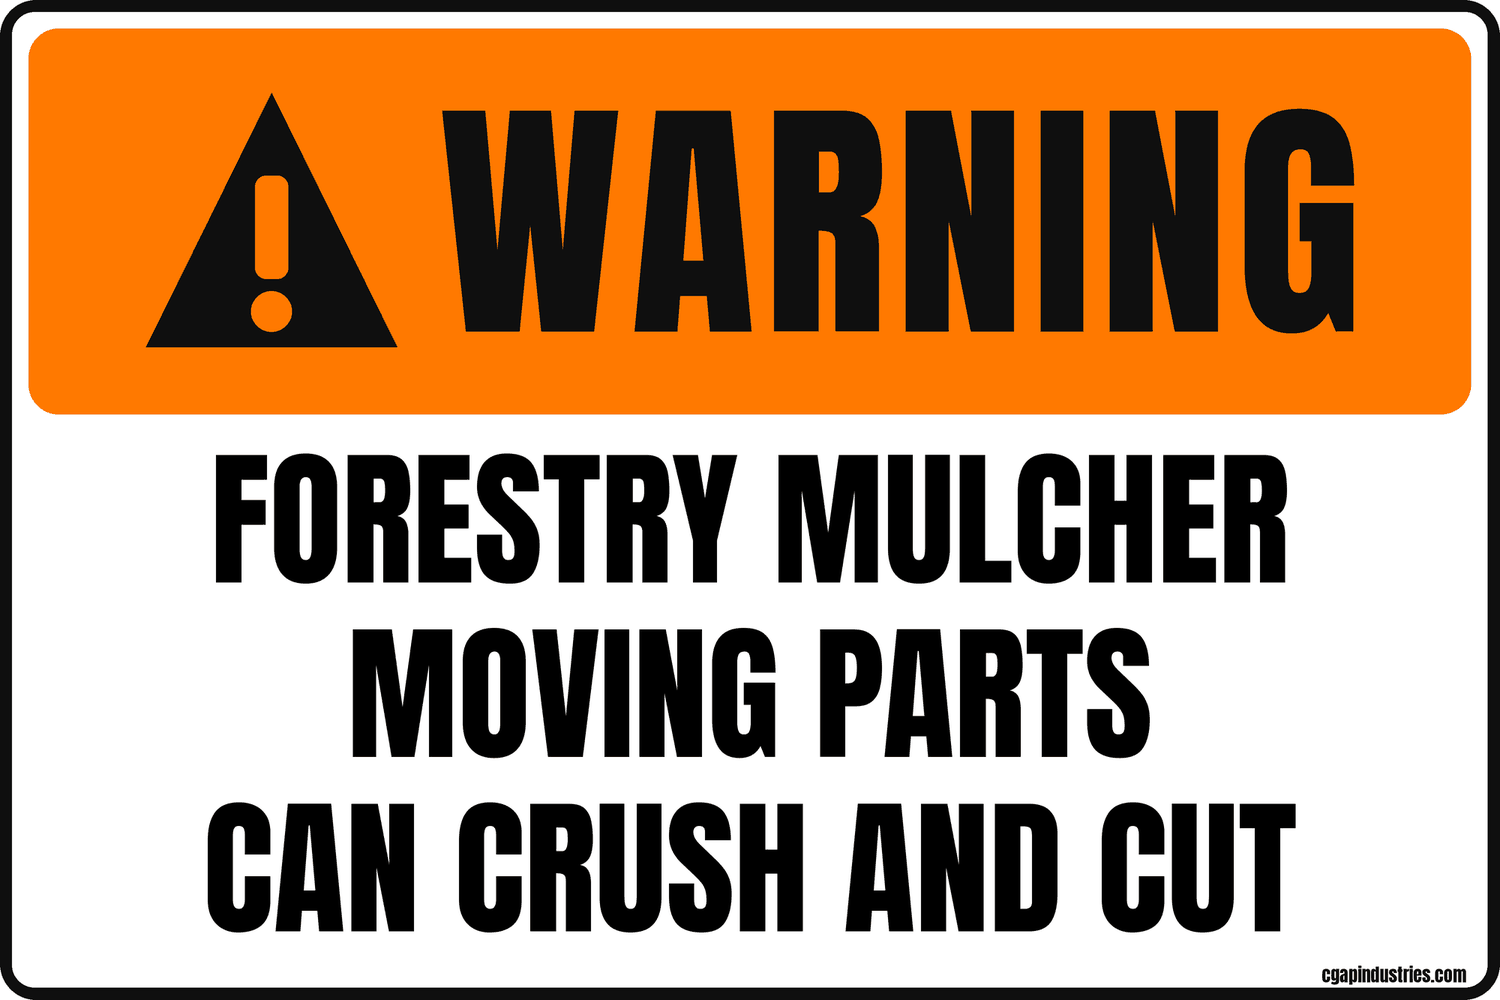 WARNING
FORESTRY MULCHER
MOVING PARTS
CAN CRUSH AND CUT
cgapindustries.com